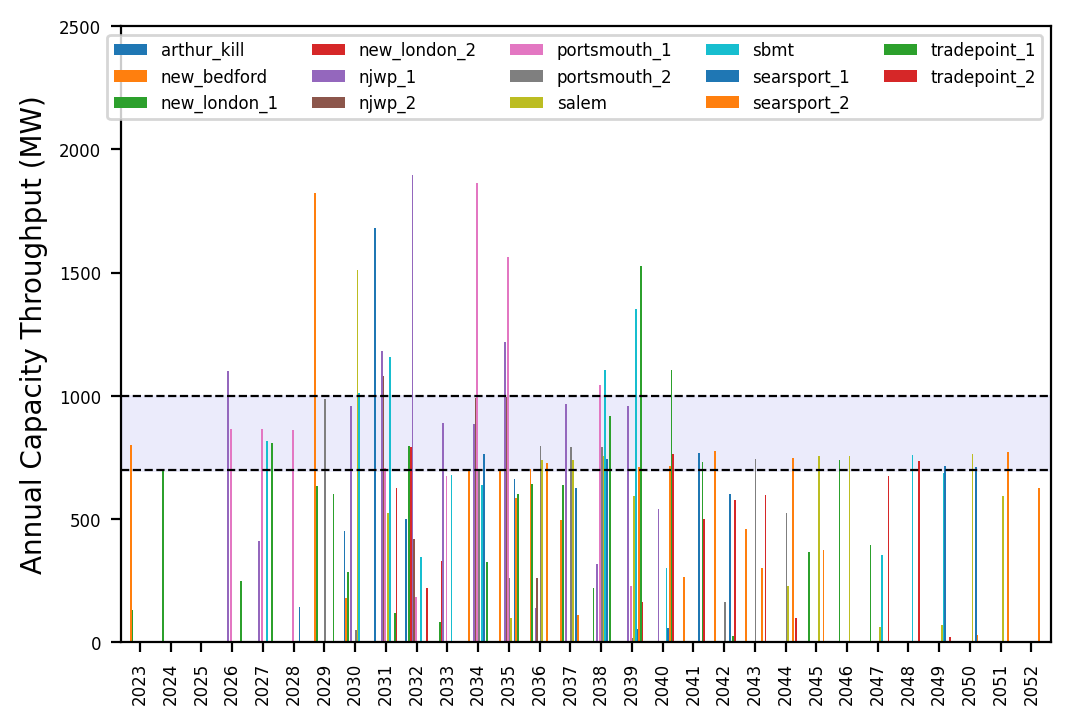 Annual Capacity Throughput (MW)
2500
2000
1500
1000
500
0
arthur_kill
new_bedford
new_london_1
new_london_2
njwp_1
njwp_2
portsmouth_1
portsmouth_2
salem
sbmt
searsport_1
searsport_2
tradepoint_1
tradepoint_2
2023
2024
2025
2026
2027
2028
2029
2030
2031
2032
2033
2034
2035
2036
2037
2038
2039
2040
2041
2042
2043
2044
2045
2046
2047
2048
2049
2050
2051
2052